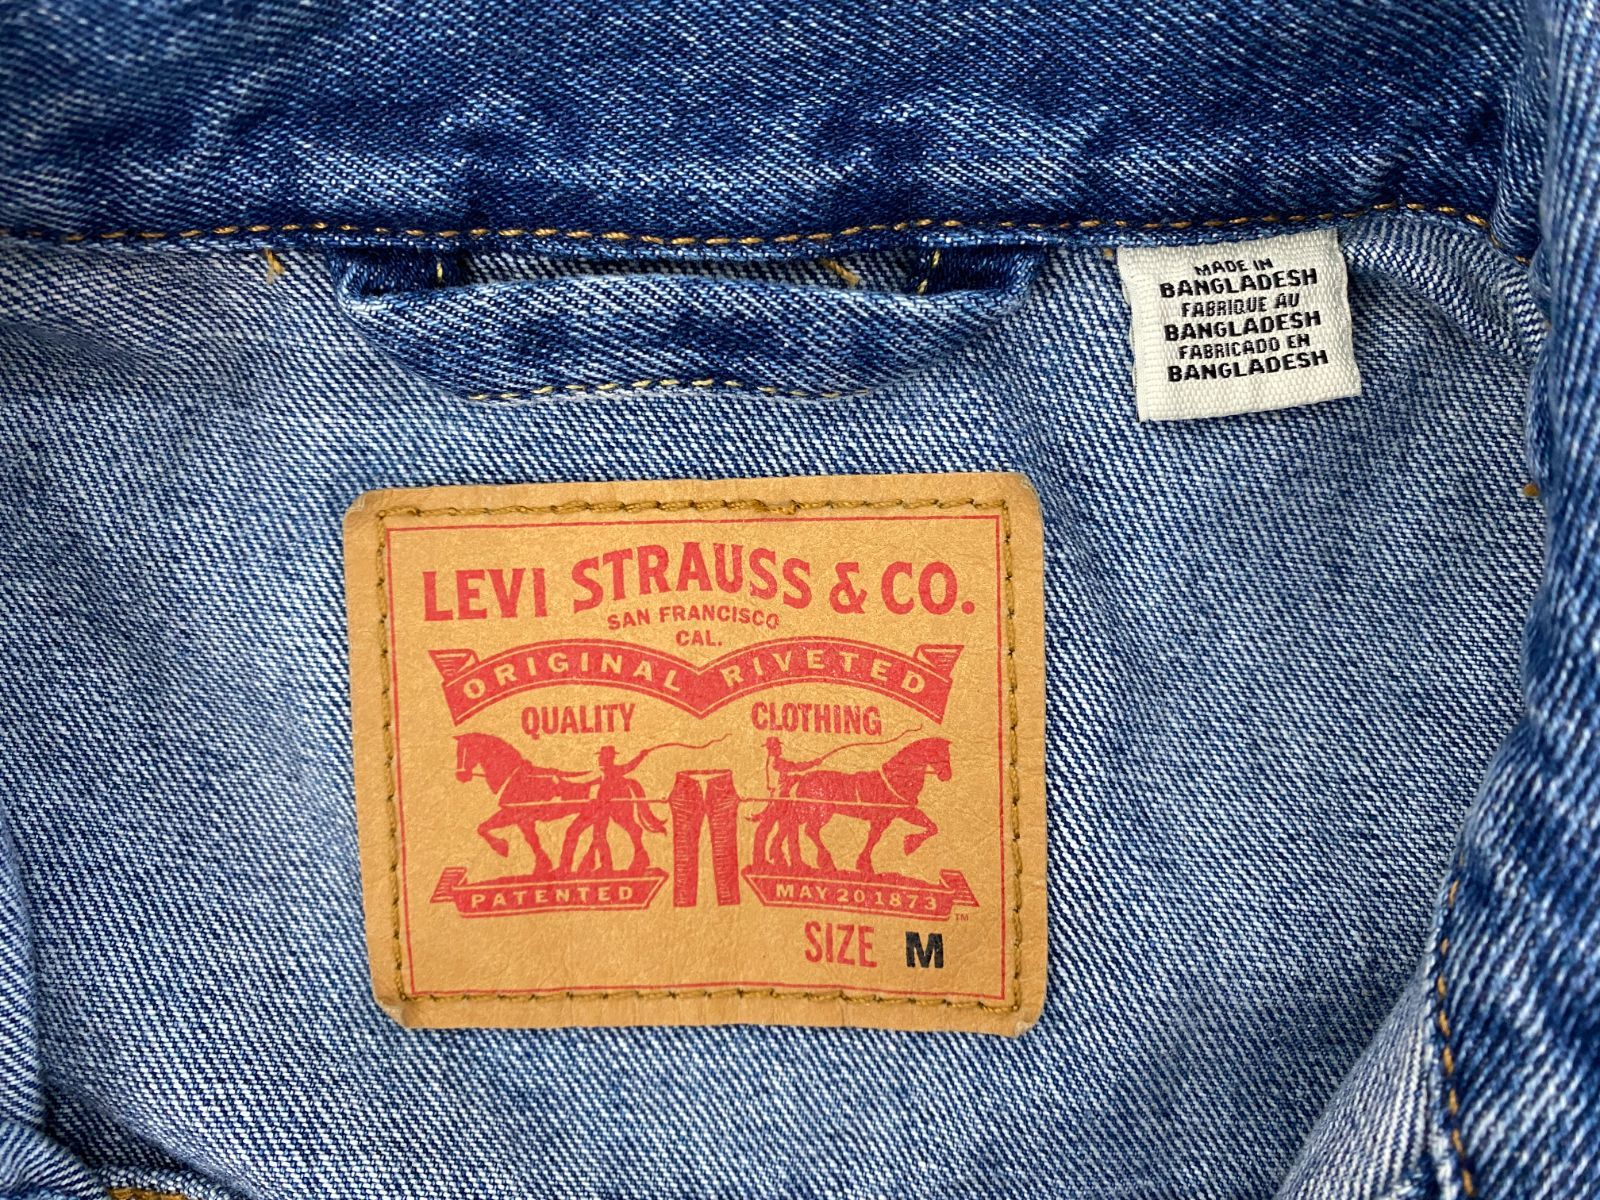 MADE IN
BANGLADESH
FABRIQUE AU
BANGLADESH
FABRICADO EN
BANGLADESH
LEVI STRAUSS & CO.
SAN FRANCISCO
CAL.
ORIGINAL RIVETED
QUALITY CLOTHING
PATENTED MAY 20 1873 ™
SIZE M